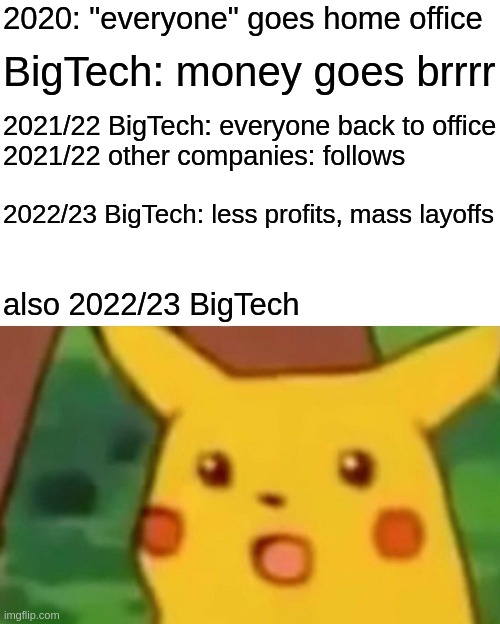 2020: "everyone" goes home office
BigTech: money goes brrrr
2021/22 BigTech: everyone back to office
2021/22 other companies: follows
2022/23 BigTech: less profits, mass layoffs
also 2022/23 BigTech
imgflip.com